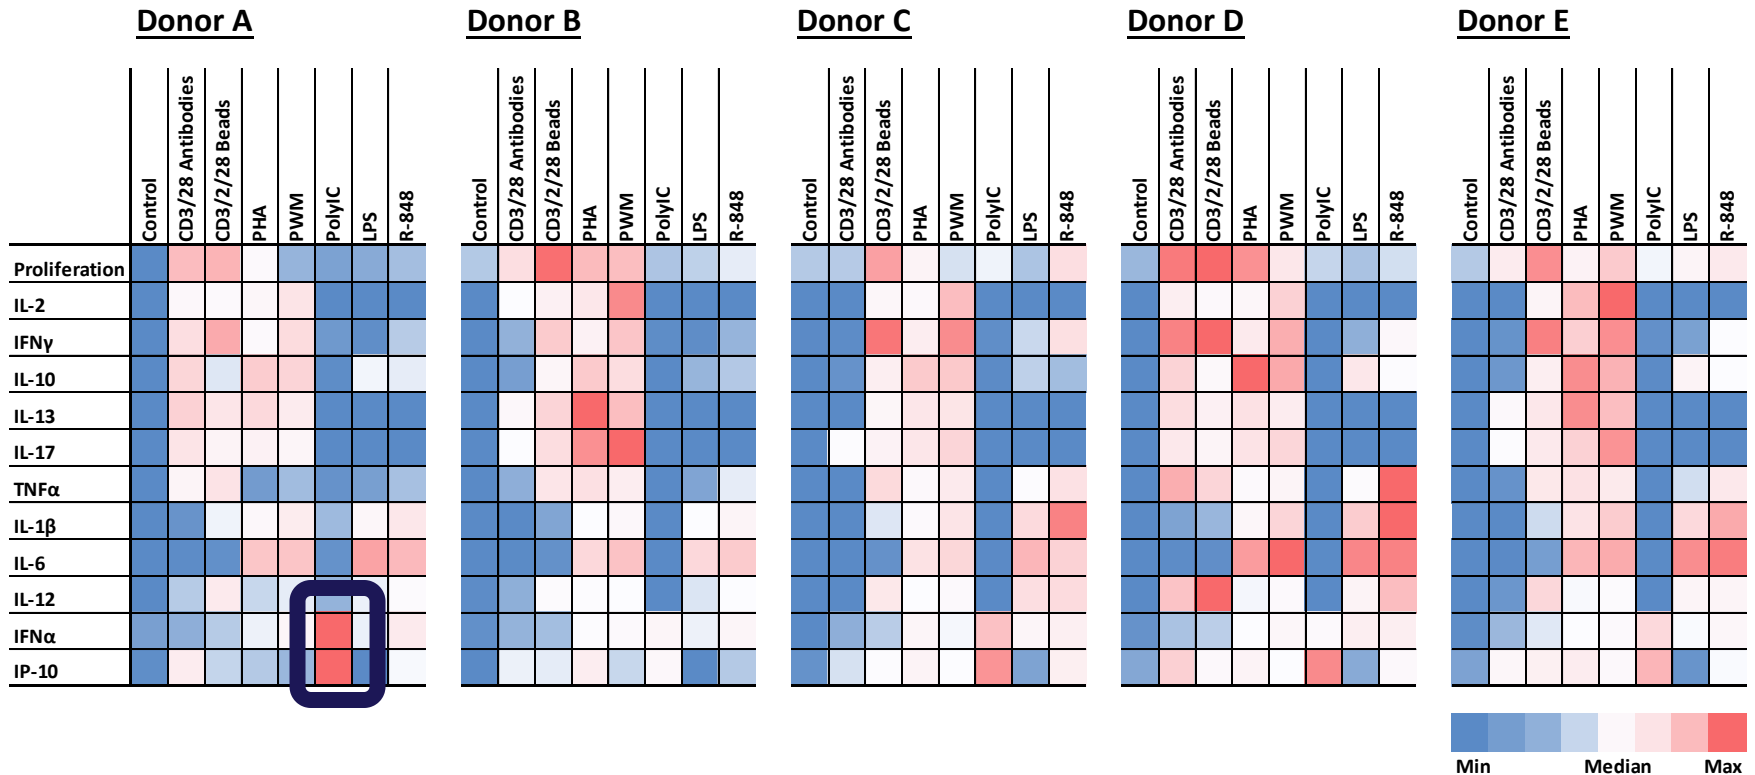 Donor A
Donor B
Donor C
Donor D
Donor E
Control
CD3/28 Antibodies
CD3/2/28 Beads
PHA
PWM
PolyIC
LPS
R-848
Control
CD3/28 Antibodies
CD3/2/28 Beads
PHA
PWM
PolyIC
LPS
R-848
Control
CD3/28 Antibodies
CD3/2/28 Beads
PHA
PWM
PolyIC
LPS
R-848
Control
CD3/28 Antibodies
CD3/2/28 Beads
PHA
PWM
PolyIC
LPS
R-848
Control
CD3/28 Antibodies
CD3/2/28 Beads
PHA
PWM
PolyIC
LPS
R-848
Proliferation
IL-2
IFNγ
IL-10
IL-13
IL-17
TNFα
IL-1β
IL-6
IL-12
IFNα
IP-10
Min Median Max